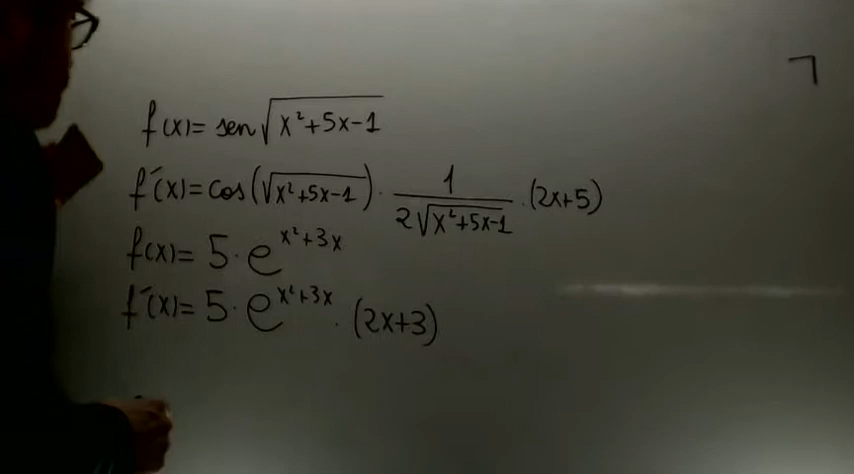 f(x)= sen√(x²+5x-1)
f´(x)= cos(√(x²+5x-1)) · 1/(2√(x²+5x-1)) · (2x+5)
f(x)= 5·e^(x²+3x)
f´(x)= 5·e^(x²+3x) · (2x+3)